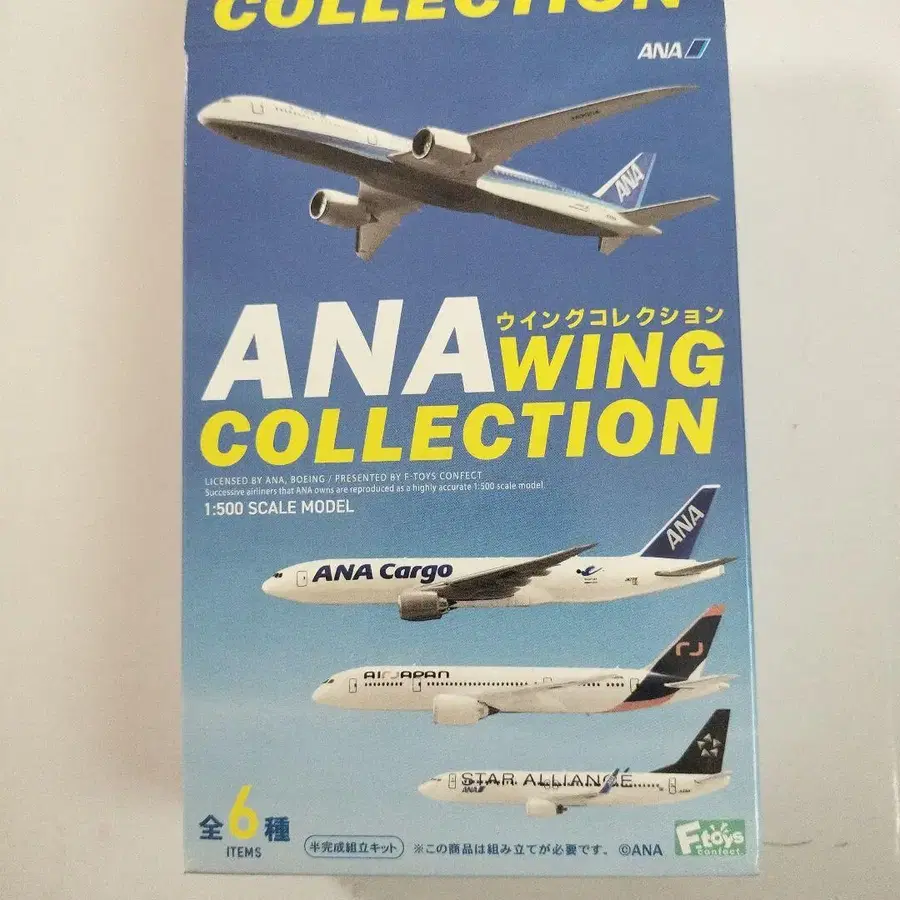 COLLECTION
ANA
ANA
ウイングコレクション
ANA WING
COLLECTION
LICENSED BY ANA, BOEING / PRESENTED BY F-TOYS CONFECT
Successive airliners that ANA owns are reproduced as a highly accurate 1:500 scale model.
1:500 SCALE MODEL
ANA
ANA Cargo
AIRJAPAN
STAR ALLIANCE
ANA
全6種
ITEMS
半完成組立キット
※この商品は組み立てが必要です。 ©ANA
F-toys
confect